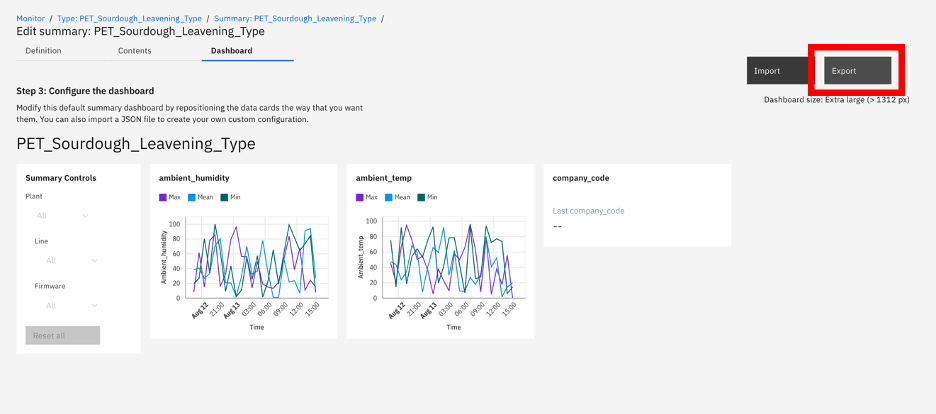 Monitor / Type: PET_Sourdough_Leavening_Type / Summary: PET_Sourdough_Leavening_Type /
Edit summary: PET_Sourdough_Leavening_Type
Definition Contents Dashboard
Import Export
Step 3: Configure the dashboard
Dashboard size: Extra large (> 1312 px)
Modify this default summary dashboard by repositioning the data cards the way that you want
them. You can also import a JSON file to create your own custom configuration.
PET_Sourdough_Leavening_Type
Summary Controls
Plant
All
Line
All
Firmware
All
Reset all
ambient_humidity
Max Mean Min
Ambient_humidity
100
80
60
40
20
0
Aug 12 21:00 Aug 13 03:00 06:00 09:00 12:00 15:00
Time
ambient_temp
Max Mean Min
Ambient_temp
100
80
60
40
20
0
Aug 12 21:00 Aug 13 03:00 06:00 09:00 12:00 15:00
Time
company_code
Last company_code
--